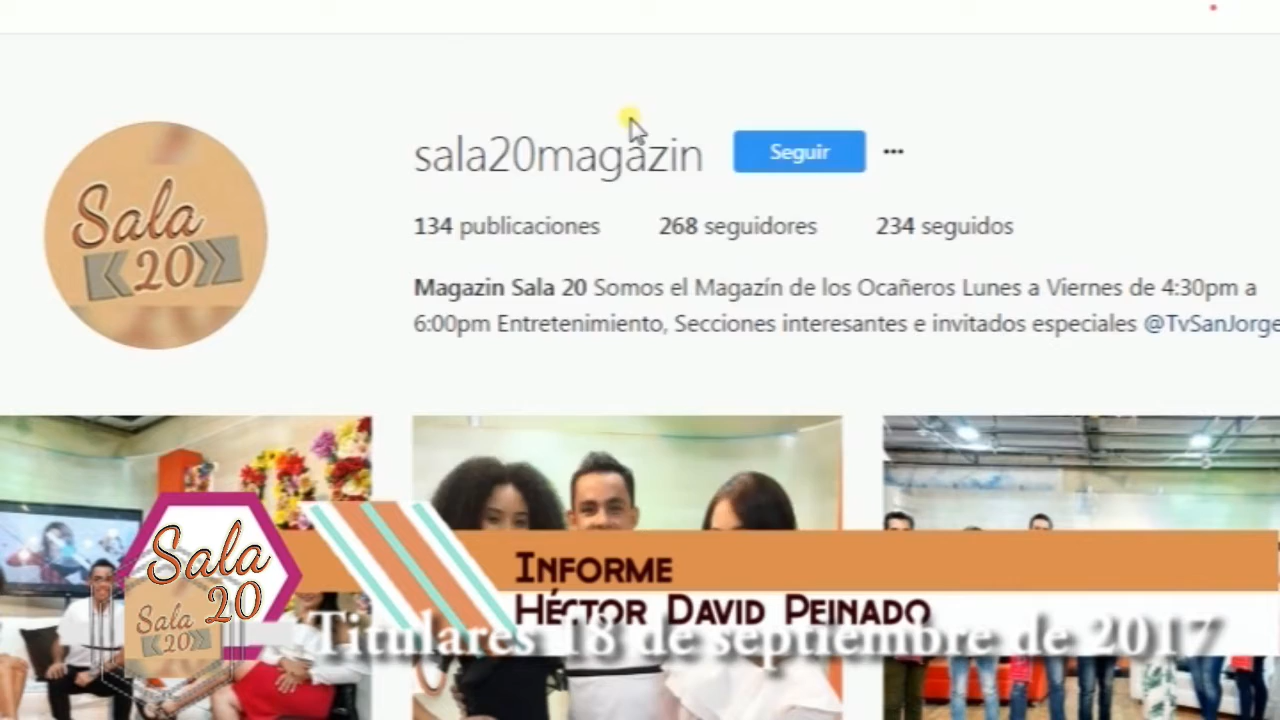 sala20magazin Seguir
134 publicaciones 268 seguidores 234 seguidos
Magazin Sala 20 Somos el Magazín de los Ocañeros Lunes a Viernes de 4:30pm a
6:00pm Entretenimiento, Secciones interesantes e invitados especiales @TvSanJorge
Sala
20
Sala
20
Sala
20
Informe
Héctor David Peinado
Titulares 18 de septiembre de 2017